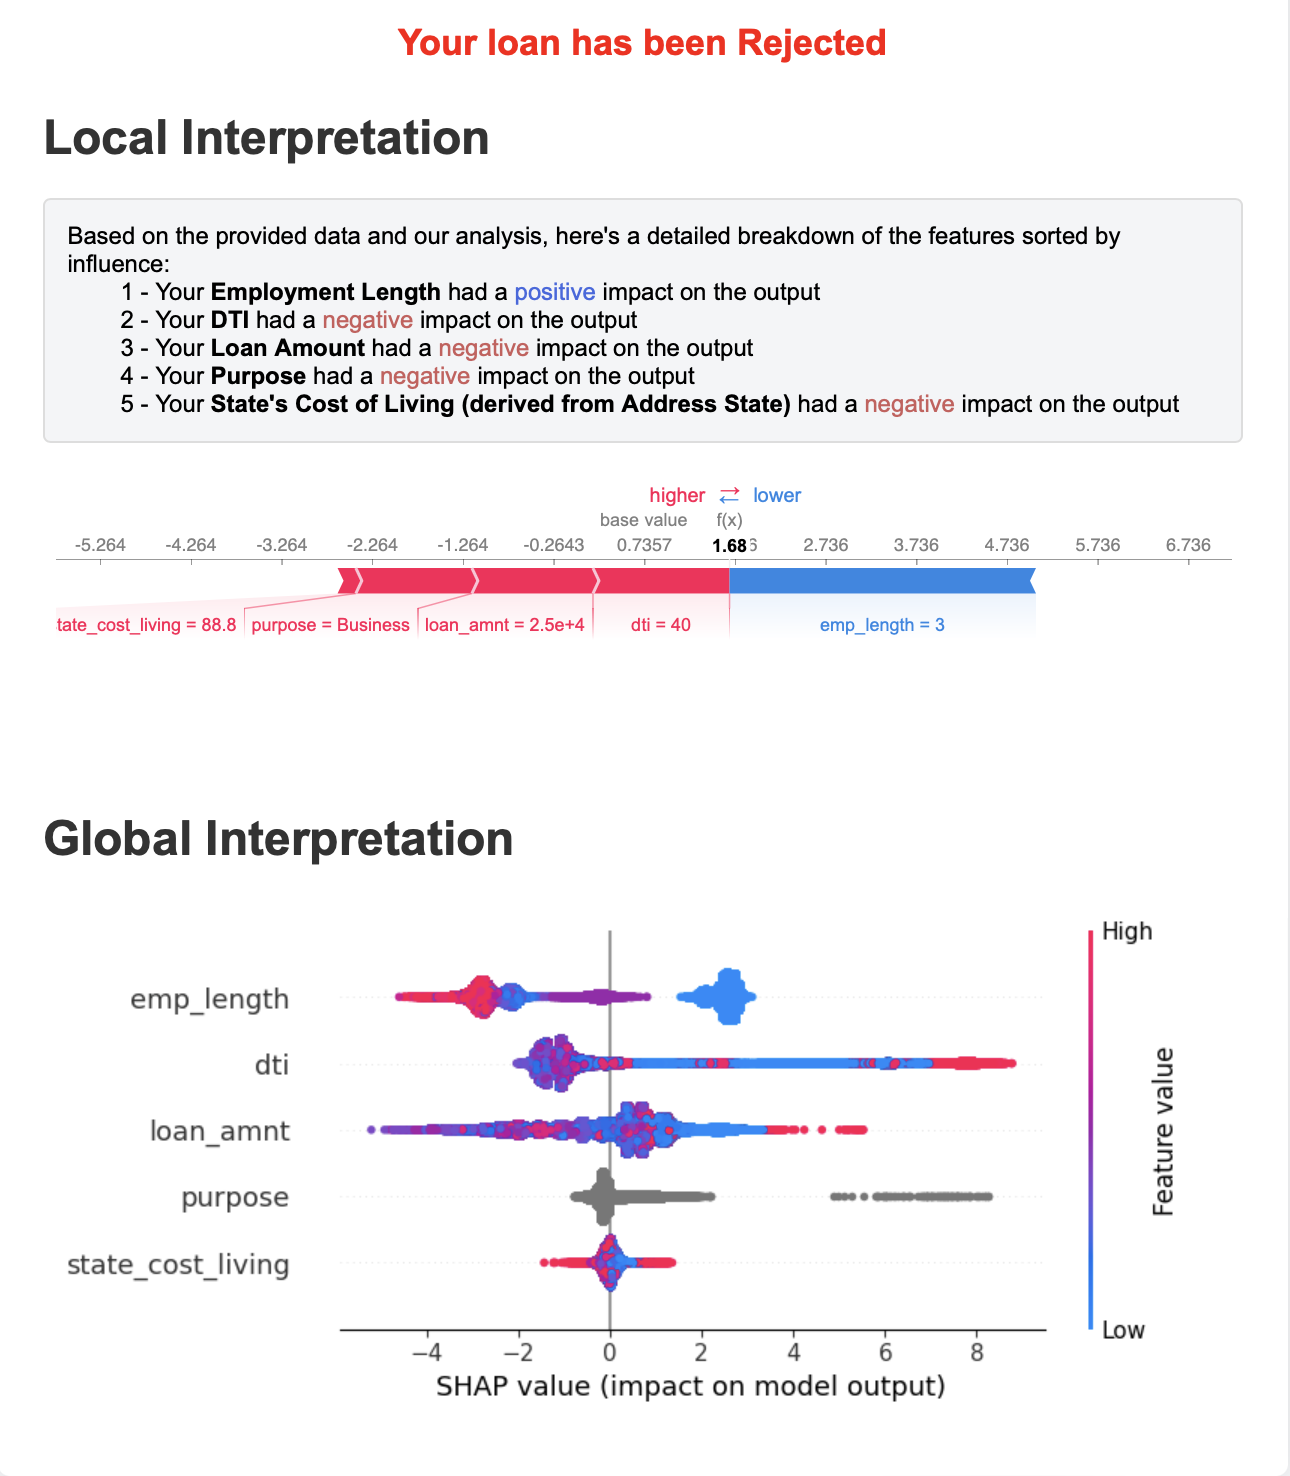 Your loan has been Rejected
Local Interpretation
Based on the provided data and our analysis, here's a detailed breakdown of the features sorted by
influence:
1 - Your Employment Length had a positive impact on the output
2 - Your DTI had a negative impact on the output
3 - Your Loan Amount had a negative impact on the output
4 - Your Purpose had a negative impact on the output
5 - Your State's Cost of Living (derived from Address State) had a negative impact on the output
higher ⇄ lower
base value f(x)
-5.264 -4.264 -3.264 -2.264 -1.264 -0.2643 0.7357 1.68 2.736 3.736 4.736 5.736 6.736
tate_cost_living = 88.8 purpose = Business loan_amnt = 2.5e+4 dti = 40 emp_length = 3
Global Interpretation
High
emp_length
dti
loan_amnt
purpose
state_cost_living
Feature value
Low
−4 −2 0 2 4 6 8
SHAP value (impact on model output)